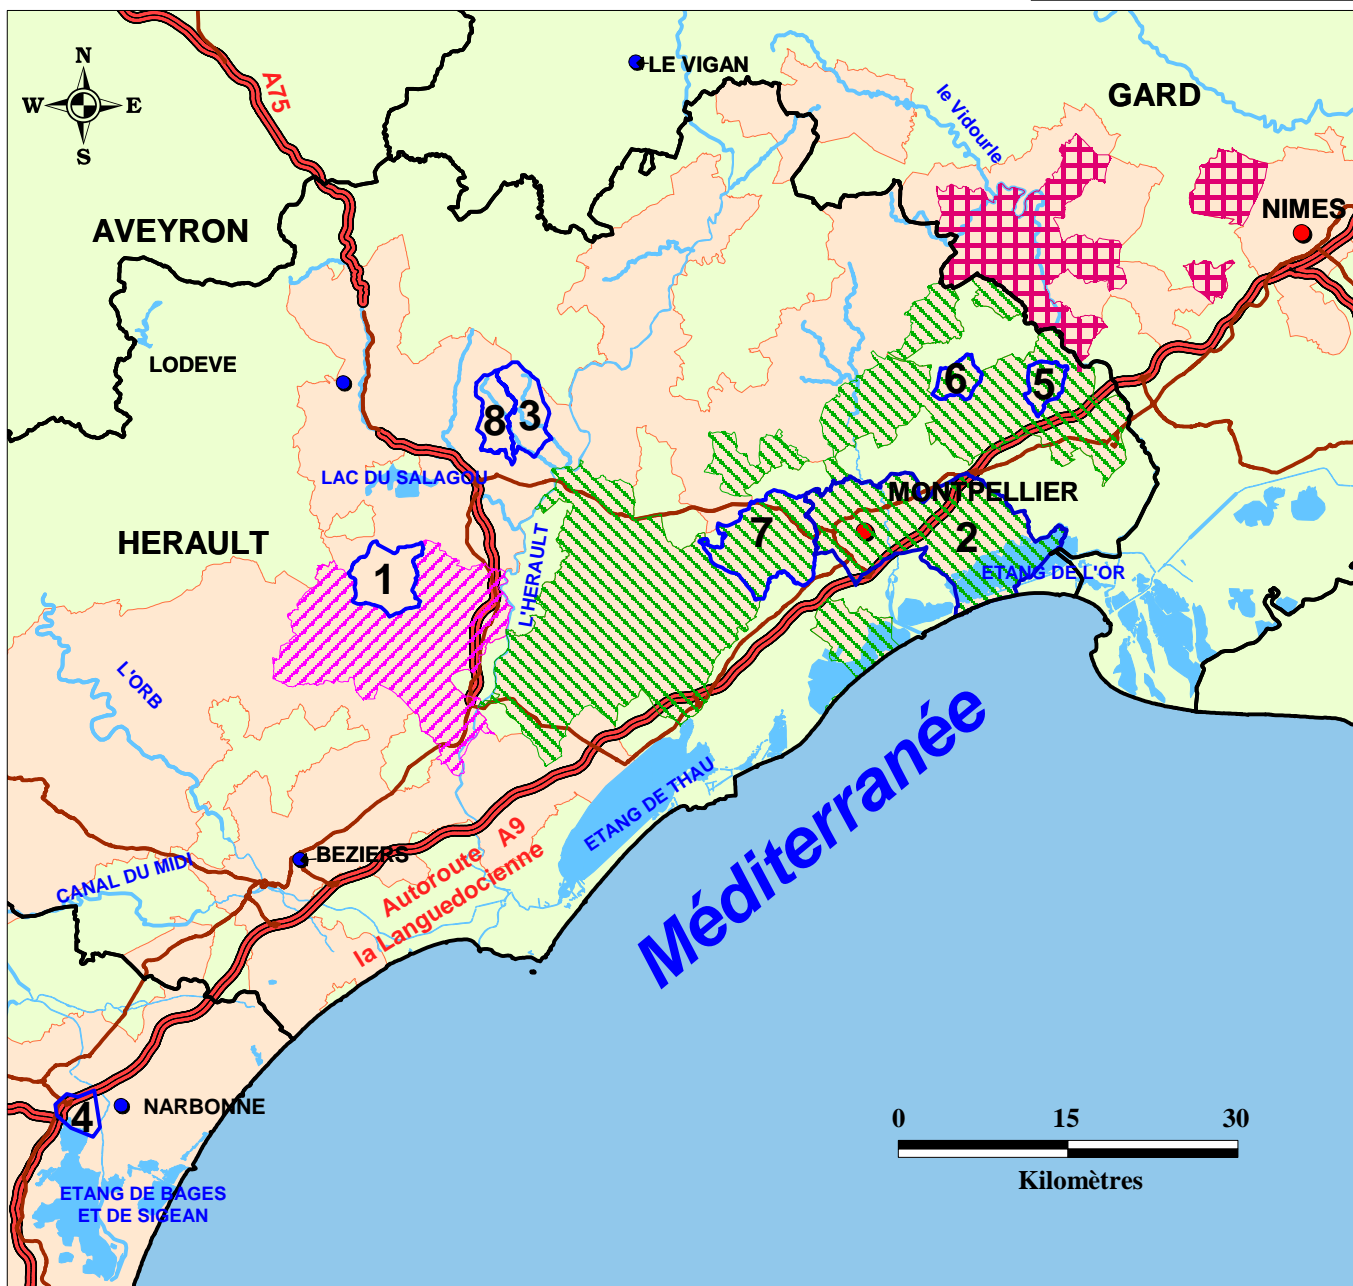 N
W E
S
A75
LE VIGAN
GARD
le Vidourle
NIMES
AVEYRON
LODEVE
8
3
6
5
LAC DU SALAGOU
MONTPELLIER
HERAULT
L'HERAULT
7
2
1
ETANG DE L'OR
L'ORB
Méditerranée
ETANG DE THAU
BEZIERS
CANAL DU MIDI
Autoroute A9
la Languedocienne
4
NARBONNE
0 15 30
Kilomètres
ETANG DE BAGES
ET DE SIGEAN